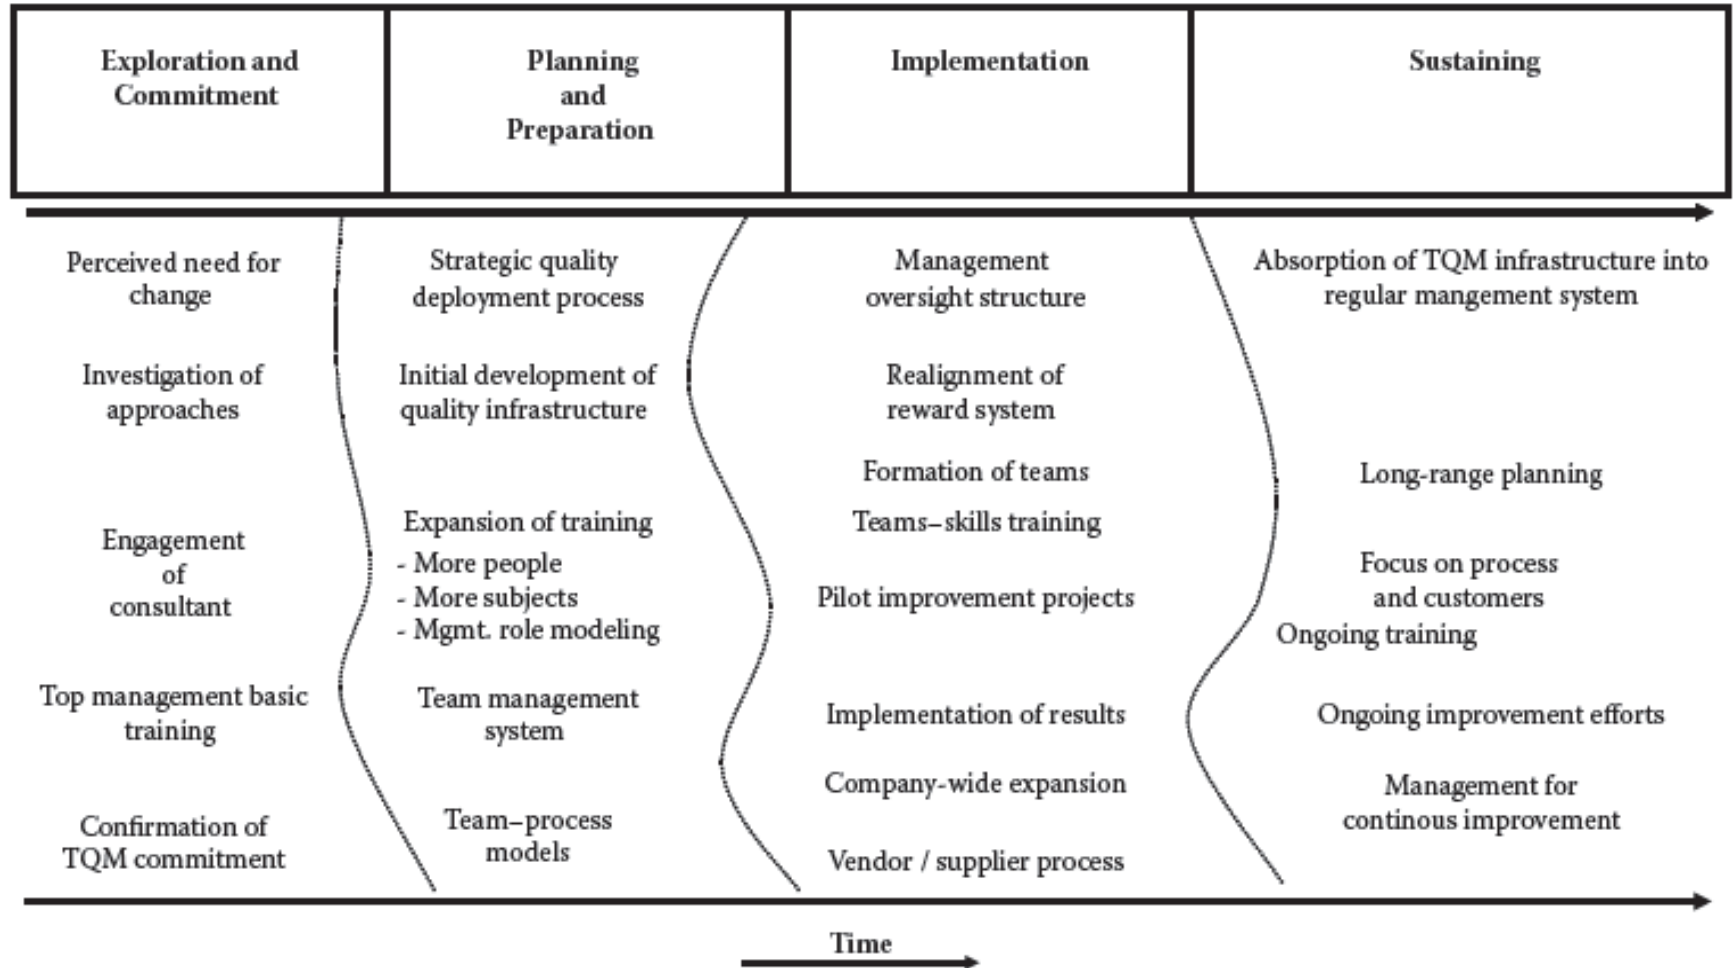 Exploration and
Commitment
Planning
and
Preparation
Implementation
Sustaining
Perceived need for
change
Investigation of
approaches
Engagement
of
consultant
Top management basic
training
Confirmation of
TQM commitment
Strategic quality
deployment process
Initial development of
quality infrastructure
Expansion of training
- More people
- More subjects
- Mgmt. role modeling
Team management
system
Team–process
models
Management
oversight structure
Realignment of
reward system
Formation of teams
Teams–skills training
Pilot improvement projects
Implementation of results
Company-wide expansion
Vendor / supplier process
Absorption of TQM infrastructure into
regular mangement system
Long-range planning
Focus on process
and customers
Ongoing training
Ongoing improvement efforts
Management for
continous improvement
Time